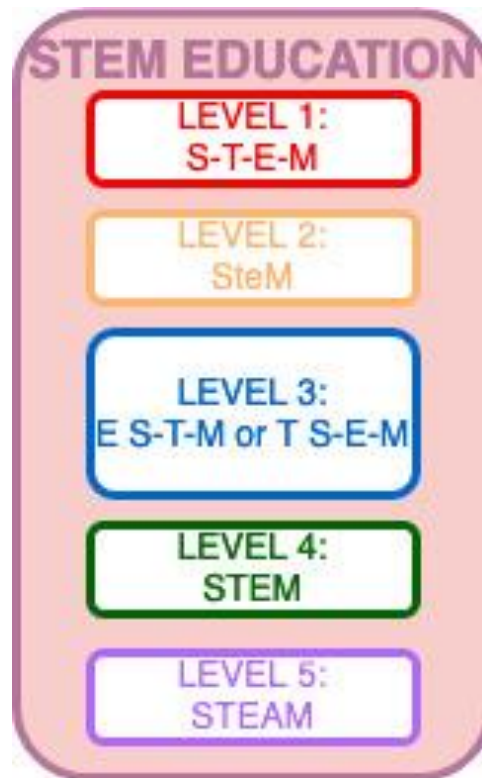 STEM EDUCATION
LEVEL 1:
S-T-E-M
LEVEL 2:
SteM
LEVEL 3:
E S-T-M or T S-E-M
LEVEL 4:
STEM
LEVEL 5:
STEAM